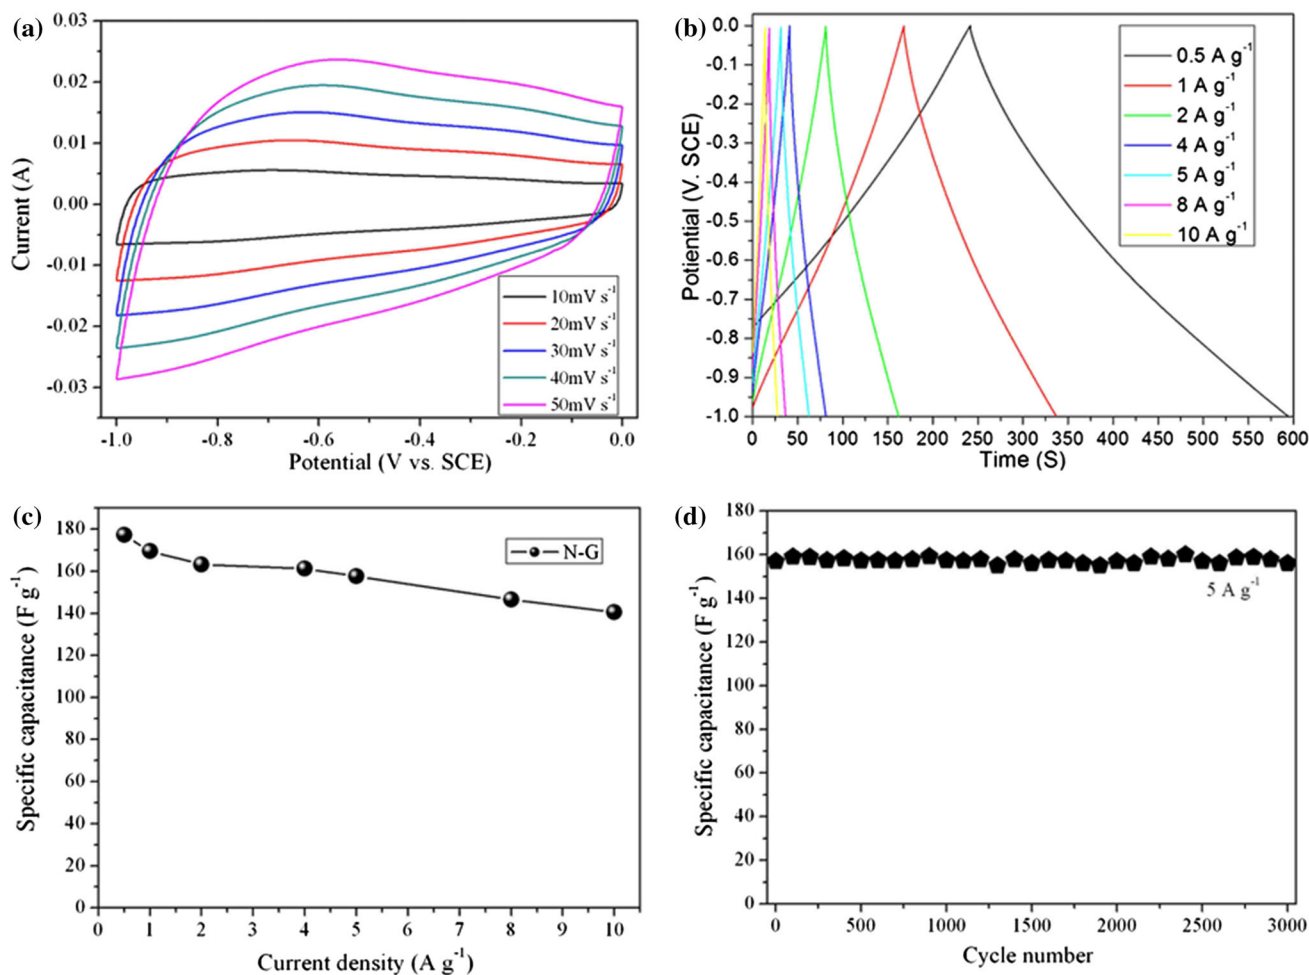 (a)
0.03
0.02
0.01
0.00
-0.01
-0.02
-0.03
Current (A)
10mV s⁻¹
20mV s⁻¹
30mV s⁻¹
40mV s⁻¹
50mV s⁻¹
-1.0 -0.8 -0.6 -0.4 -0.2 0.0
Potential (V vs. SCE)
(b)
0.0
-0.1
-0.2
-0.3
-0.4
-0.5
-0.6
-0.7
-0.8
-0.9
-1.0
Potential (V. SCE)
0.5 A g⁻¹
1 A g⁻¹
2 A g⁻¹
4 A g⁻¹
5 A g⁻¹
8 A g⁻¹
10 A g⁻¹
0 50 100 150 200 250 300 350 400 450 500 550 600
Time (S)
(c)
180
160
140
120
100
80
60
40
20
0
Specific capacitance (F g⁻¹)
N-G
0 1 2 3 4 5 6 7 8 9 10
Current density (A g⁻¹)
(d)
180
160
140
120
100
80
60
40
20
0
Specific capacitance (F g⁻¹)
5 A g⁻¹
0 500 1000 1500 2000 2500 3000
Cycle number